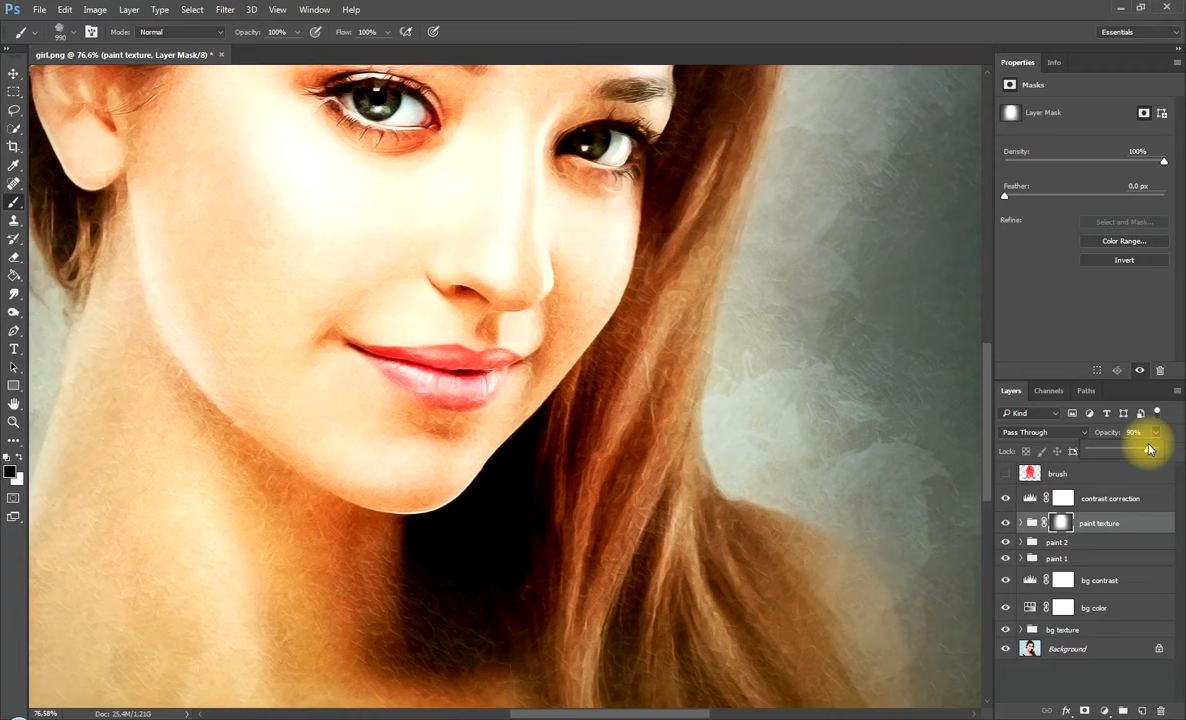 Ps File Edit Image Layer Type Select Filter 3D View Window Help
990 Mode: Normal Opacity: 100% Flow: 100% Essentials
girl.png @ 76,6% (paint texture, Layer Mask/8) * ×
Properties Info
Masks
Layer Mask
Density: 100%
Feather: 0,0 px
Refine: Select and Mask...
Color Range...
Invert
Layers Channels Paths
Kind
Pass Through Opacity: 90%
Lock:
brush
contrast correction
paint texture
paint 2
paint 1
bg contrast
bg color
bg texture
Background
fx
76,58% Doc: 25,4M/1,21G